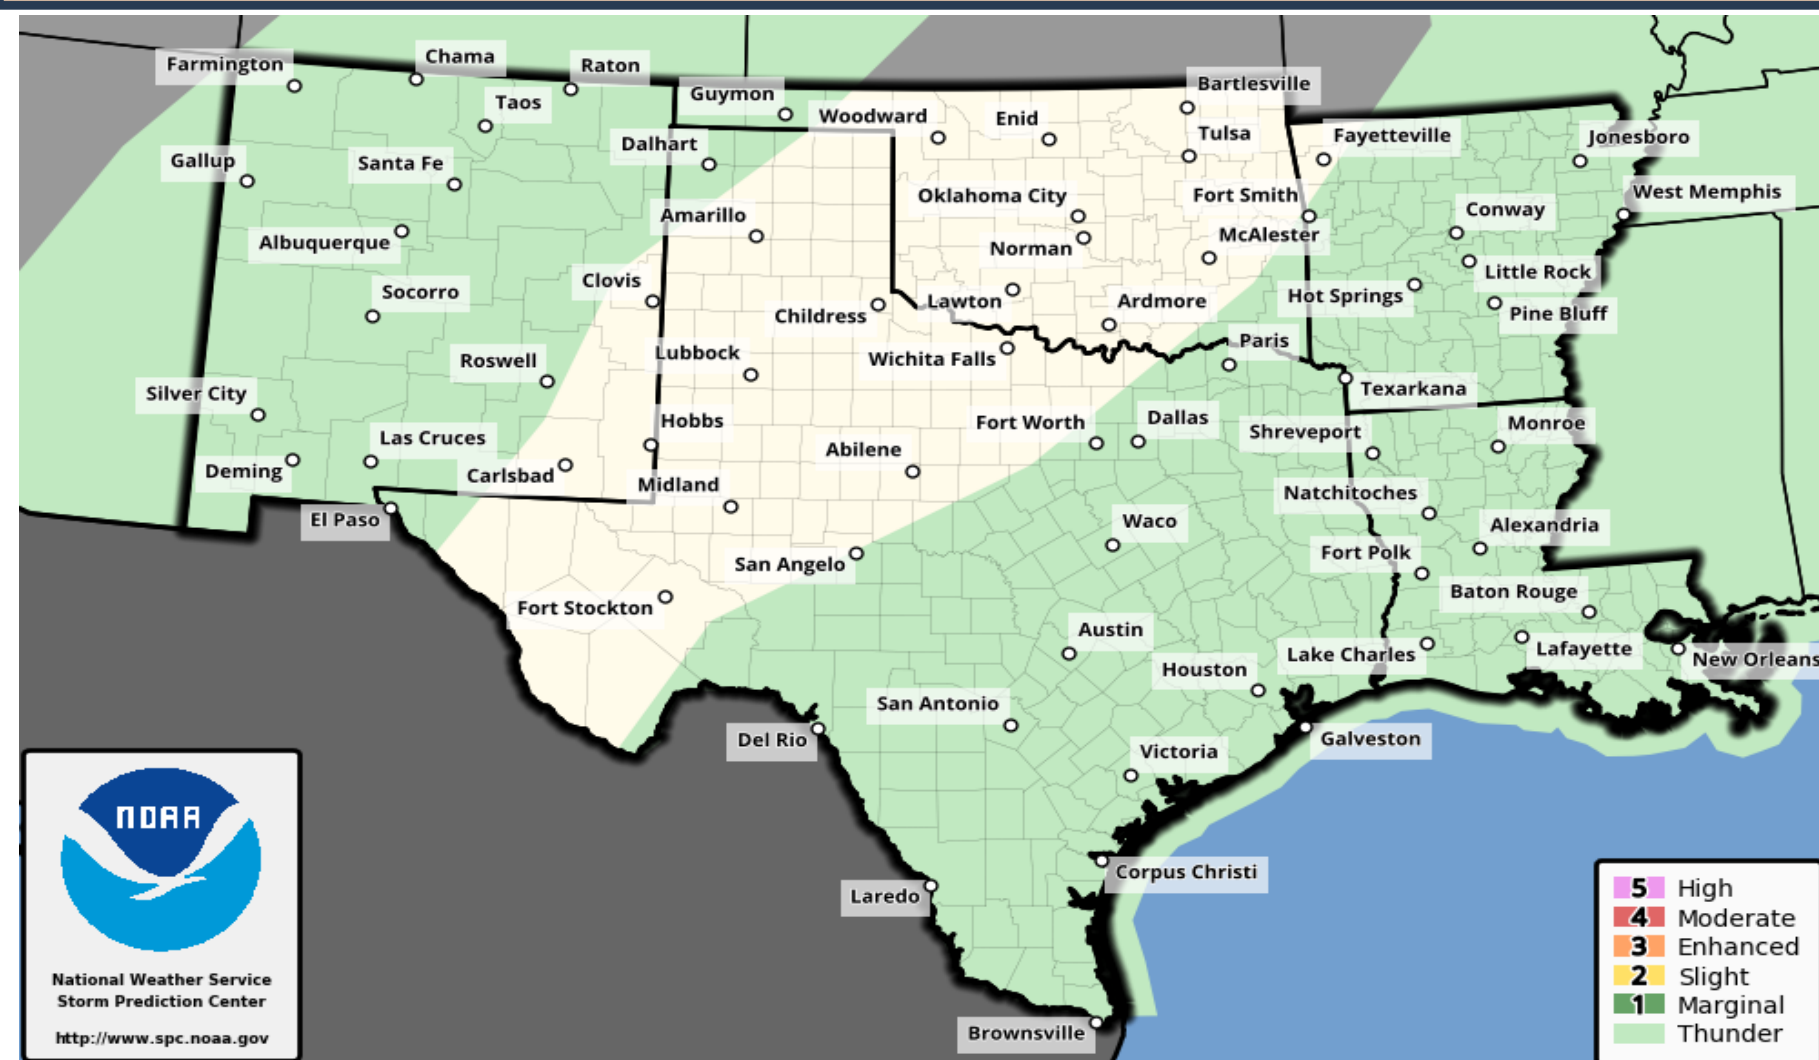 Farmington
Chama
Raton
Taos
Guymon
Bartlesville
Woodward
Enid
Dalhart
Tulsa
Fayetteville
Jonesboro
Gallup
Santa Fe
West Memphis
Oklahoma City
Fort Smith
Conway
Albuquerque
Amarillo
Norman
McAlester
Clovis
Little Rock
Socorro
Childress
Lawton
Ardmore
Hot Springs
Pine Bluff
Roswell
Lubbock
Wichita Falls
Paris
Silver City
Texarkana
Hobbs
Fort Worth
Dallas
Shreveport
Monroe
Las Cruces
Abilene
Deming
Carlsbad
Midland
Natchitoches
El Paso
Waco
Alexandria
San Angelo
Fort Polk
Fort Stockton
Baton Rouge
Austin
Houston
Lake Charles
Lafayette
New Orleans
San Antonio
Del Rio
Victoria
Galveston
Corpus Christi
Laredo
Brownsville
NOAA
National Weather Service
Storm Prediction Center
http://www.spc.noaa.gov
5 High
4 Moderate
3 Enhanced
2 Slight
1 Marginal
Thunder